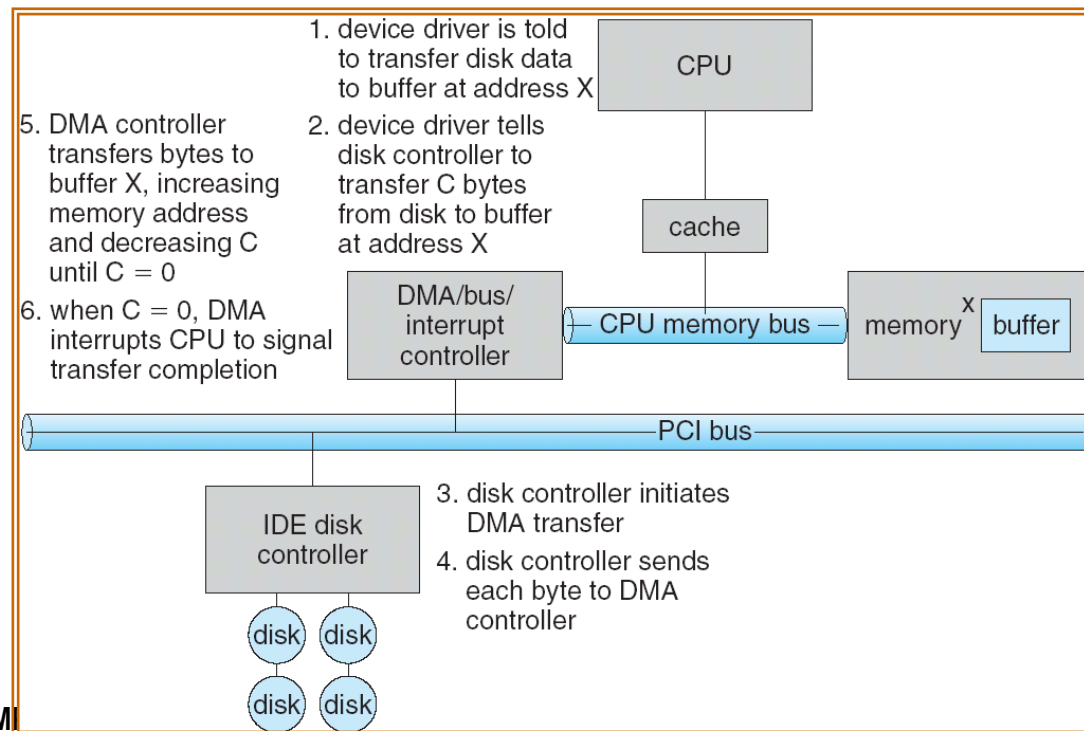 1. device driver is told
to transfer disk data
to buffer at address X
CPU
5. DMA controller
transfers bytes to
buffer X, increasing
memory address
and decreasing C
until C = 0
2. device driver tells
disk controller to
transfer C bytes
from disk to buffer
at address X
cache
6. when C = 0, DMA
interrupts CPU to signal
transfer completion
DMA/bus/
interrupt
controller
CPU memory bus
memory
X
buffer
PCI bus
IDE disk
controller
3. disk controller initiates
DMA transfer
4. disk controller sends
each byte to DMA
controller
disk
disk
disk
disk